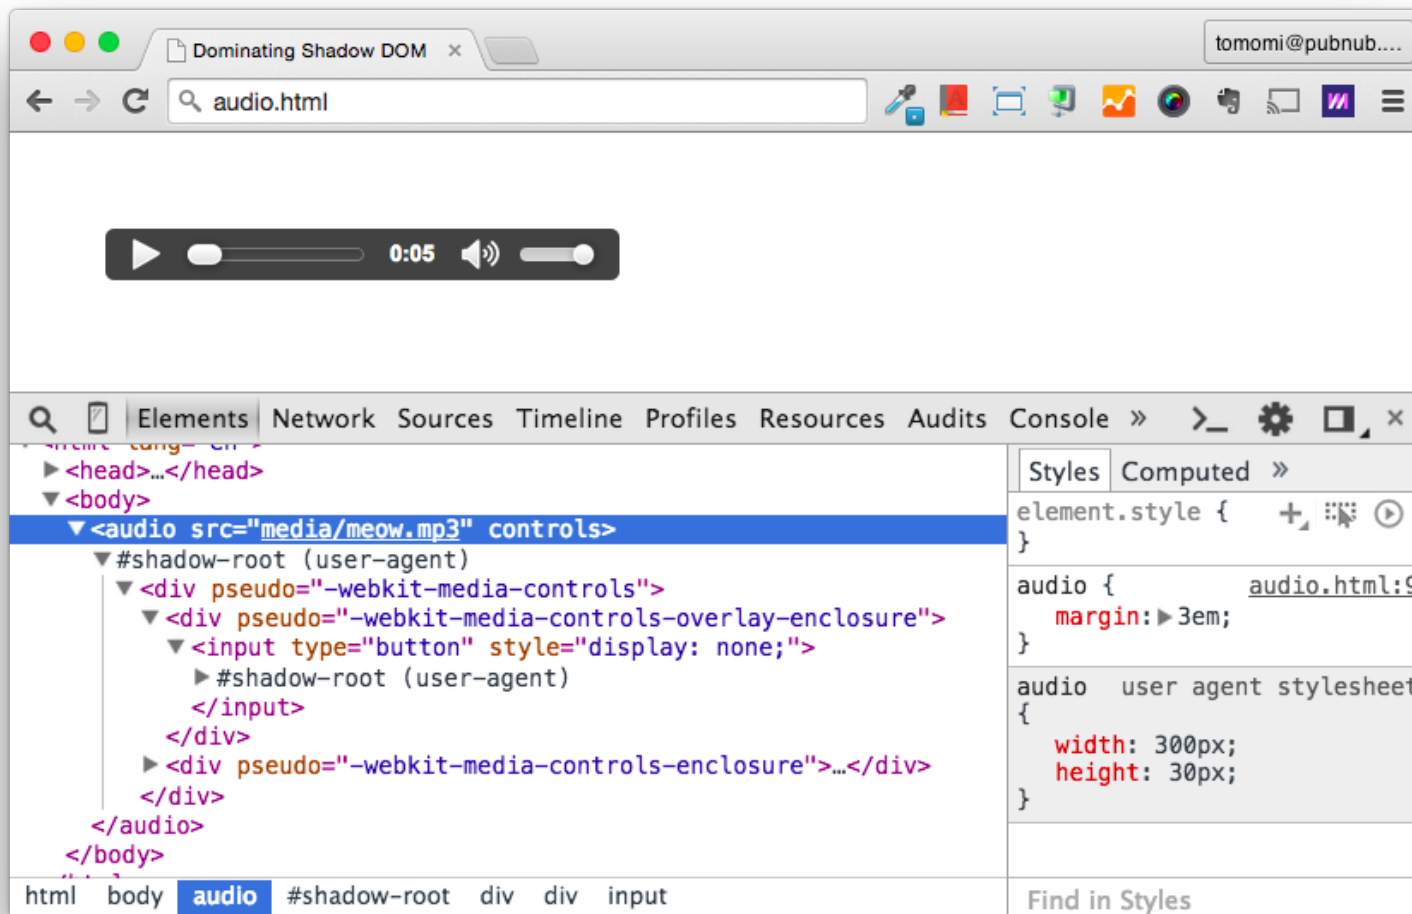 Dominating Shadow DOM
tomomi@pubnub....
audio.html
0:05
Elements Network Sources Timeline Profiles Resources Audits Console »
<head>…</head>
<body>
<audio src="media/meow.mp3" controls>
#shadow-root (user-agent)
<div pseudo="-webkit-media-controls">
<div pseudo="-webkit-media-controls-overlay-enclosure">
<input type="button" style="display: none;">
#shadow-root (user-agent)
</input>
</div>
<div pseudo="-webkit-media-controls-enclosure">…</div>
</div>
</audio>
</body>
html body audio #shadow-root div div input
Styles Computed »
element.style {
}
audio { audio.html:9
margin: 3em;
}
audio user agent stylesheet
{
width: 300px;
height: 30px;
}
Find in Styles